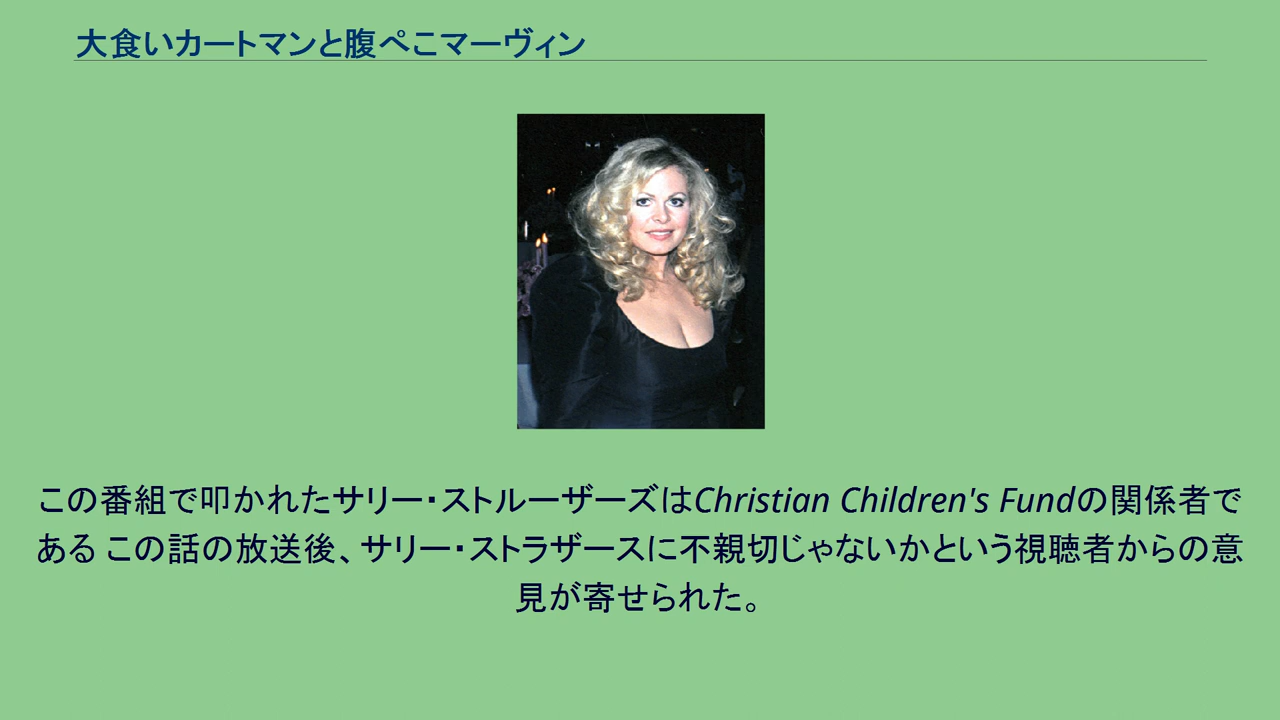 大食いカートマンと腹ぺこマーヴィン
この番組で叩かれたサリー・ストルーザーズはChristian Children's Fundの関係者で
ある この話の放送後、サリー・ストラザースに不親切じゃないかという視聴者からの意
見が寄せられた。